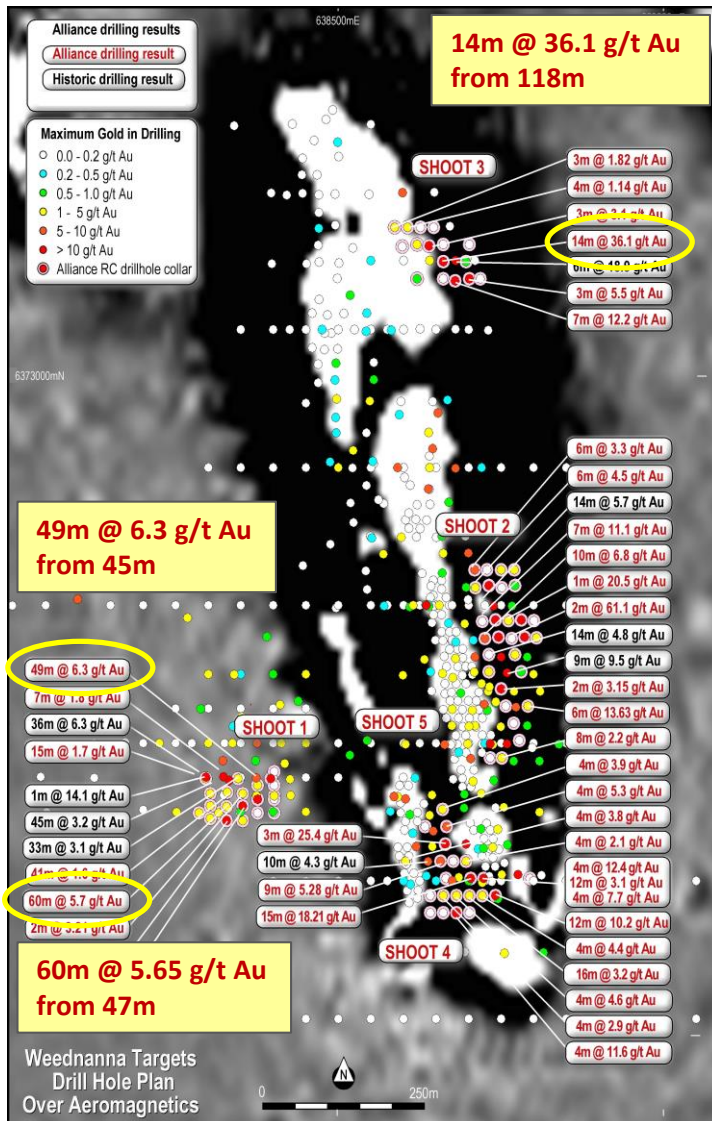 638500mE
Alliance drilling results
Alliance drilling result
Historic drilling result
Maximum Gold in Drilling
0.0 - 0.2 g/t Au
0.2 - 0.5 g/t Au
0.5 - 1.0 g/t Au
1 - 5 g/t Au
5 - 10 g/t Au
> 10 g/t Au
Alliance RC drillhole collar
14m @ 36.1 g/t Au
from 118m
SHOOT 3
3m @ 1.82 g/t Au
4m @ 1.14 g/t Au
3m @ 3.1 g/t Au
14m @ 36.1 g/t Au
6m @ 18.9 g/t Au
3m @ 5.5 g/t Au
7m @ 12.2 g/t Au
6373000mN
49m @ 6.3 g/t Au
from 45m
SHOOT 2
6m @ 3.3 g/t Au
6m @ 4.5 g/t Au
14m @ 5.7 g/t Au
7m @ 11.1 g/t Au
10m @ 6.8 g/t Au
1m @ 20.5 g/t Au
2m @ 61.1 g/t Au
14m @ 4.8 g/t Au
9m @ 9.5 g/t Au
2m @ 3.15 g/t Au
6m @ 13.63 g/t Au
8m @ 2.2 g/t Au
4m @ 3.9 g/t Au
4m @ 5.3 g/t Au
4m @ 3.8 g/t Au
4m @ 2.1 g/t Au
4m @ 12.4 g/t Au
12m @ 3.1 g/t Au
4m @ 7.7 g/t Au
12m @ 10.2 g/t Au
4m @ 4.4 g/t Au
16m @ 3.2 g/t Au
4m @ 4.6 g/t Au
4m @ 2.9 g/t Au
4m @ 11.6 g/t Au
SHOOT 1
SHOOT 5
49m @ 6.3 g/t Au
7m @ 1.8 g/t Au
36m @ 6.3 g/t Au
15m @ 1.7 g/t Au
1m @ 14.1 g/t Au
45m @ 3.2 g/t Au
33m @ 3.1 g/t Au
60m @ 5.7 g/t Au
2m @ 3.21 g/t Au
3m @ 25.4 g/t Au
10m @ 4.3 g/t Au
9m @ 5.28 g/t Au
15m @ 18.21 g/t Au
SHOOT 4
60m @ 5.65 g/t Au
from 47m
Weednanna Targets
Drill Hole Plan
Over Aeromagnetics
N
0
250m